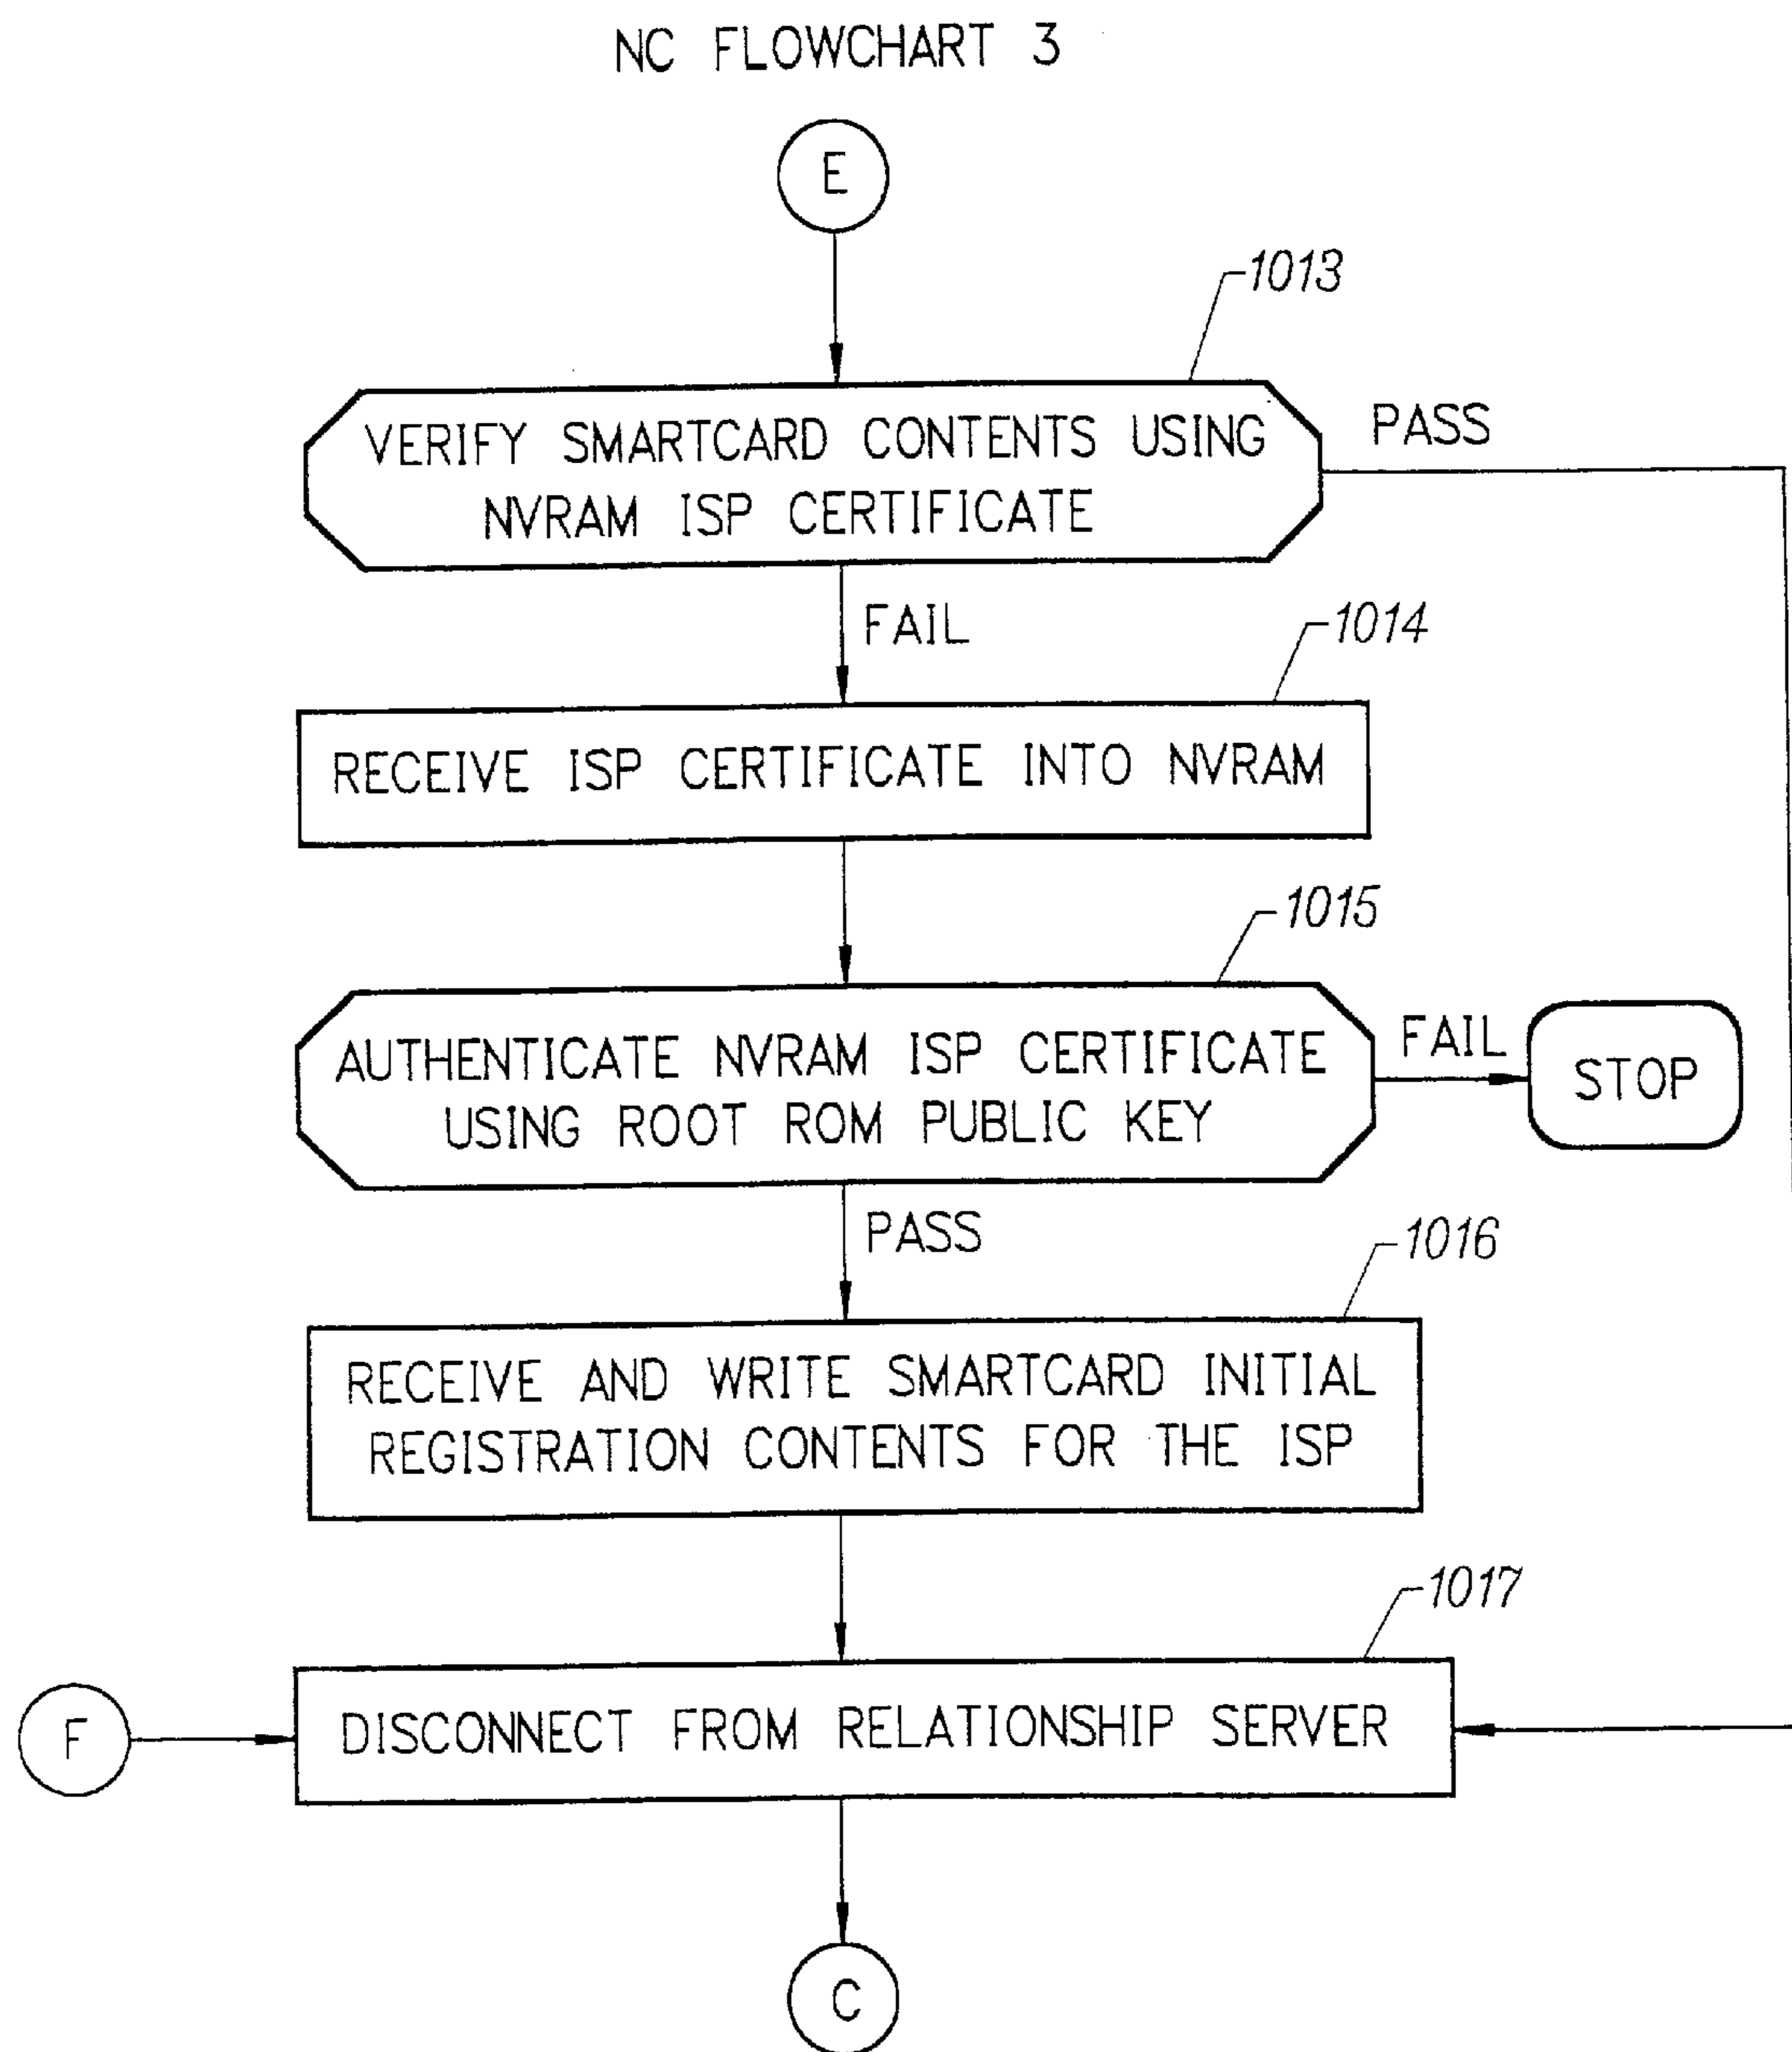 NC FLOWCHART 3
E
1013
VERIFY SMARTCARD CONTENTS USING
NVRAM ISP CERTIFICATE
PASS
FAIL
1014
RECEIVE ISP CERTIFICATE INTO NVRAM
1015
AUTHENTICATE NVRAM ISP CERTIFICATE
USING ROOT ROM PUBLIC KEY
FAIL
STOP
PASS
1016
RECEIVE AND WRITE SMARTCARD INITIAL
REGISTRATION CONTENTS FOR THE ISP
1017
F
DISCONNECT FROM RELATIONSHIP SERVER
C